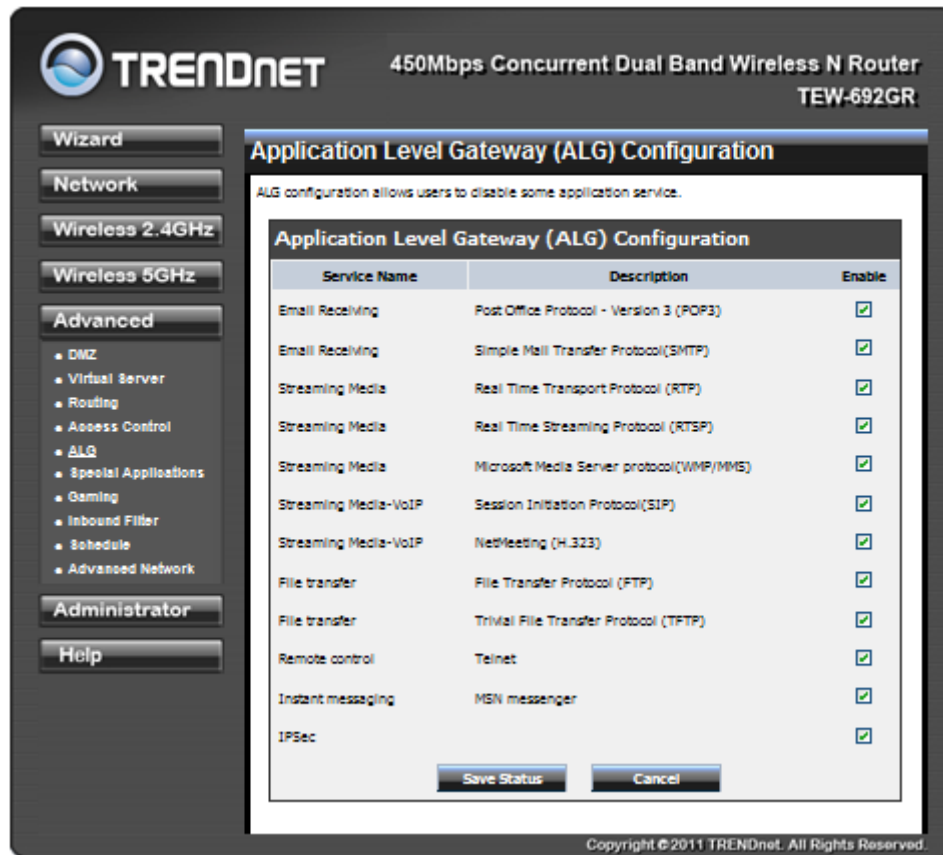 TRENDNET
450Mbps Concurrent Dual Band Wireless N Router
TEW-692GR
Wizard
Network
Wireless 2.4GHz
Wireless 5GHz
Advanced
DMZ
Virtual Server
Routing
Access Control
ALG
Special Applications
Gaming
Inbound Filter
Schedule
Advanced Network
Administrator
Help
Application Level Gateway (ALG) Configuration
ALG configuration allows users to disable some application service.
Application Level Gateway (ALG) Configuration
Service Name Description Enable
Email Receiving Post Office Protocol - Version 3 (POP3)
Email Receiving Simple Mail Transfer Protocol(SMTP)
Streaming Media Real Time Transport Protocol (RTP)
Streaming Media Real Time Streaming Protocol (RTSP)
Streaming Media Microsoft Media Server protocol(WMP/MMS)
Streaming Media-VoIP Session Initiation Protocol(SIP)
Streaming Media-VoIP NetMeeting (H.323)
File transfer File Transfer Protocol (FTP)
File transfer Trivial File Transfer Protocol (TFTP)
Remote control Telnet
Instant messaging MSN messenger
IPSec
Save Status Cancel
Copyright ©2011 TRENDnet. All Rights Reserved.